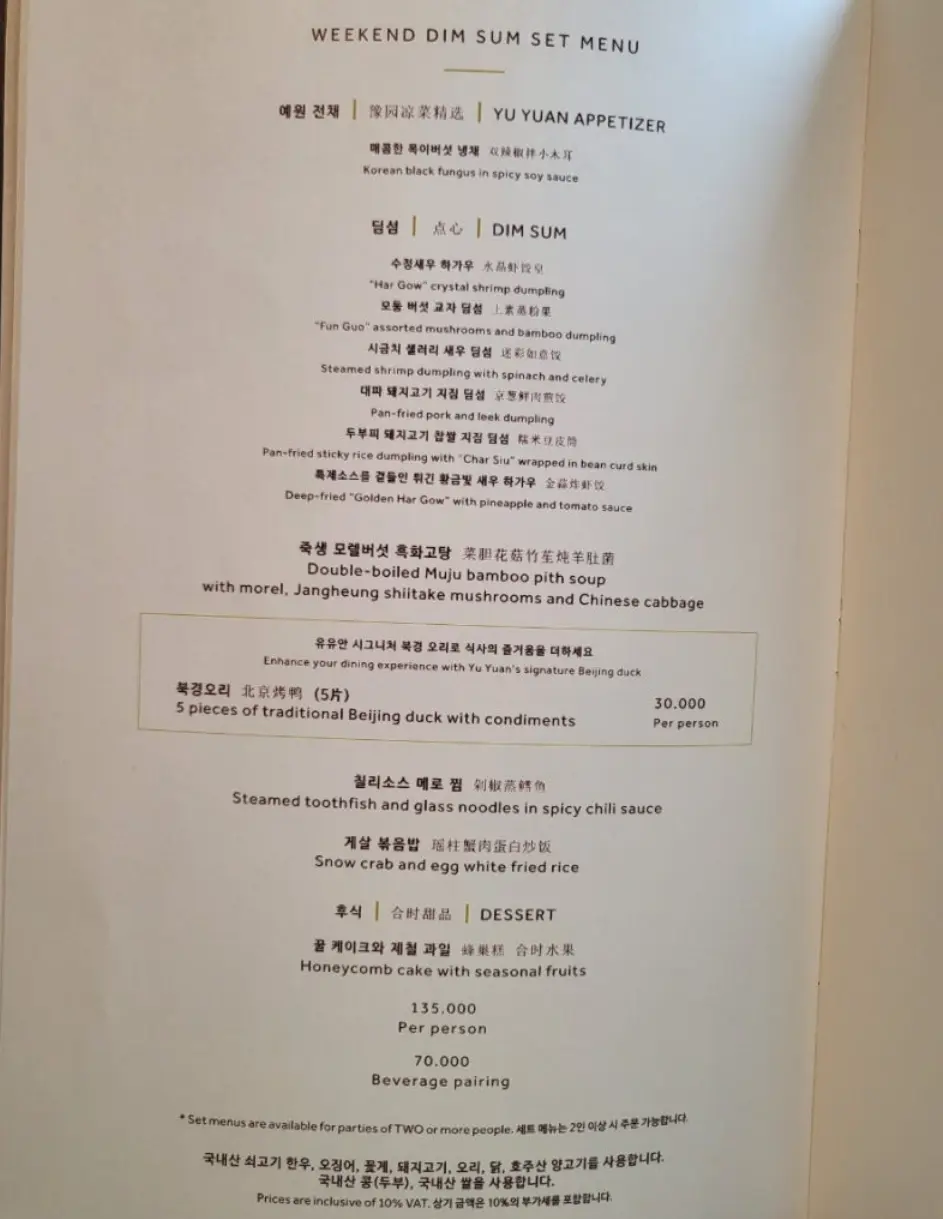 WEEKEND DIM SUM SET MENU
예원 전채 | 豫园凉菜精选 | YU YUAN APPETIZER
매콤한 목이버섯 냉채 双辣椒拌小木耳
Korean black fungus in spicy soy sauce
딤섬 | 点心 | DIM SUM
수정새우 하가우 水晶虾饺皇
“Har Gow” crystal shrimp dumpling
모둠 버섯 교자 딤섬 上素蒸粉果
“Fun Guo” assorted mushrooms and bamboo dumpling
시금치 샐러리 새우 딤섬 迷彩如意饺
Steamed shrimp dumpling with spinach and celery
대파 돼지고기 지짐 딤섬 京葱鲜肉煎饺
Pan-fried pork and leek dumpling
두부피 돼지고기 찹쌀 지짐 딤섬 糯米豆皮筒
Pan-fried sticky rice dumpling with “Char Siu” wrapped in bean curd skin
특제소스를 곁들인 튀긴 황금빛 새우 하가우 金蒜炸虾饺
Deep-fried “Golden Har Gow” with pineapple and tomato sauce
죽생 모렐버섯 흑화고탕 菜胆花菇竹笙炖羊肚菌
Double-boiled Muju bamboo pith soup
with morel, Jangheung shiitake mushrooms and Chinese cabbage
유유안 시그니처 북경 오리로 식사의 즐거움을 더하세요
Enhance your dining experience with Yu Yuan's signature Beijing duck
북경오리 北京烤鸭 (5片)
5 pieces of traditional Beijing duck with condiments
30.000
Per person
칠리소스 메로 찜 剁椒蒸鳕鱼
Steamed toothfish and glass noodles in spicy chili sauce
게살 볶음밥 瑶柱蟹肉蛋白炒饭
Snow crab and egg white fried rice
후식 | 合时甜品 | DESSERT
꿀 케이크와 제철 과일 蜂巢糕 合时水果
Honeycomb cake with seasonal fruits
135.000
Per person
70.000
Beverage pairing
* Set menus are available for parties of TWO or more people. 세트 메뉴는 2인 이상 시 주문 가능합니다.
국내산 쇠고기 한우, 오징어, 꽃게, 돼지고기, 오리, 닭, 호주산 양고기를 사용합니다.
국내산 콩(두부), 국내산 쌀을 사용합니다.
Prices are inclusive of 10% VAT. 상기 금액은 10%의 부가세를 포함합니다.